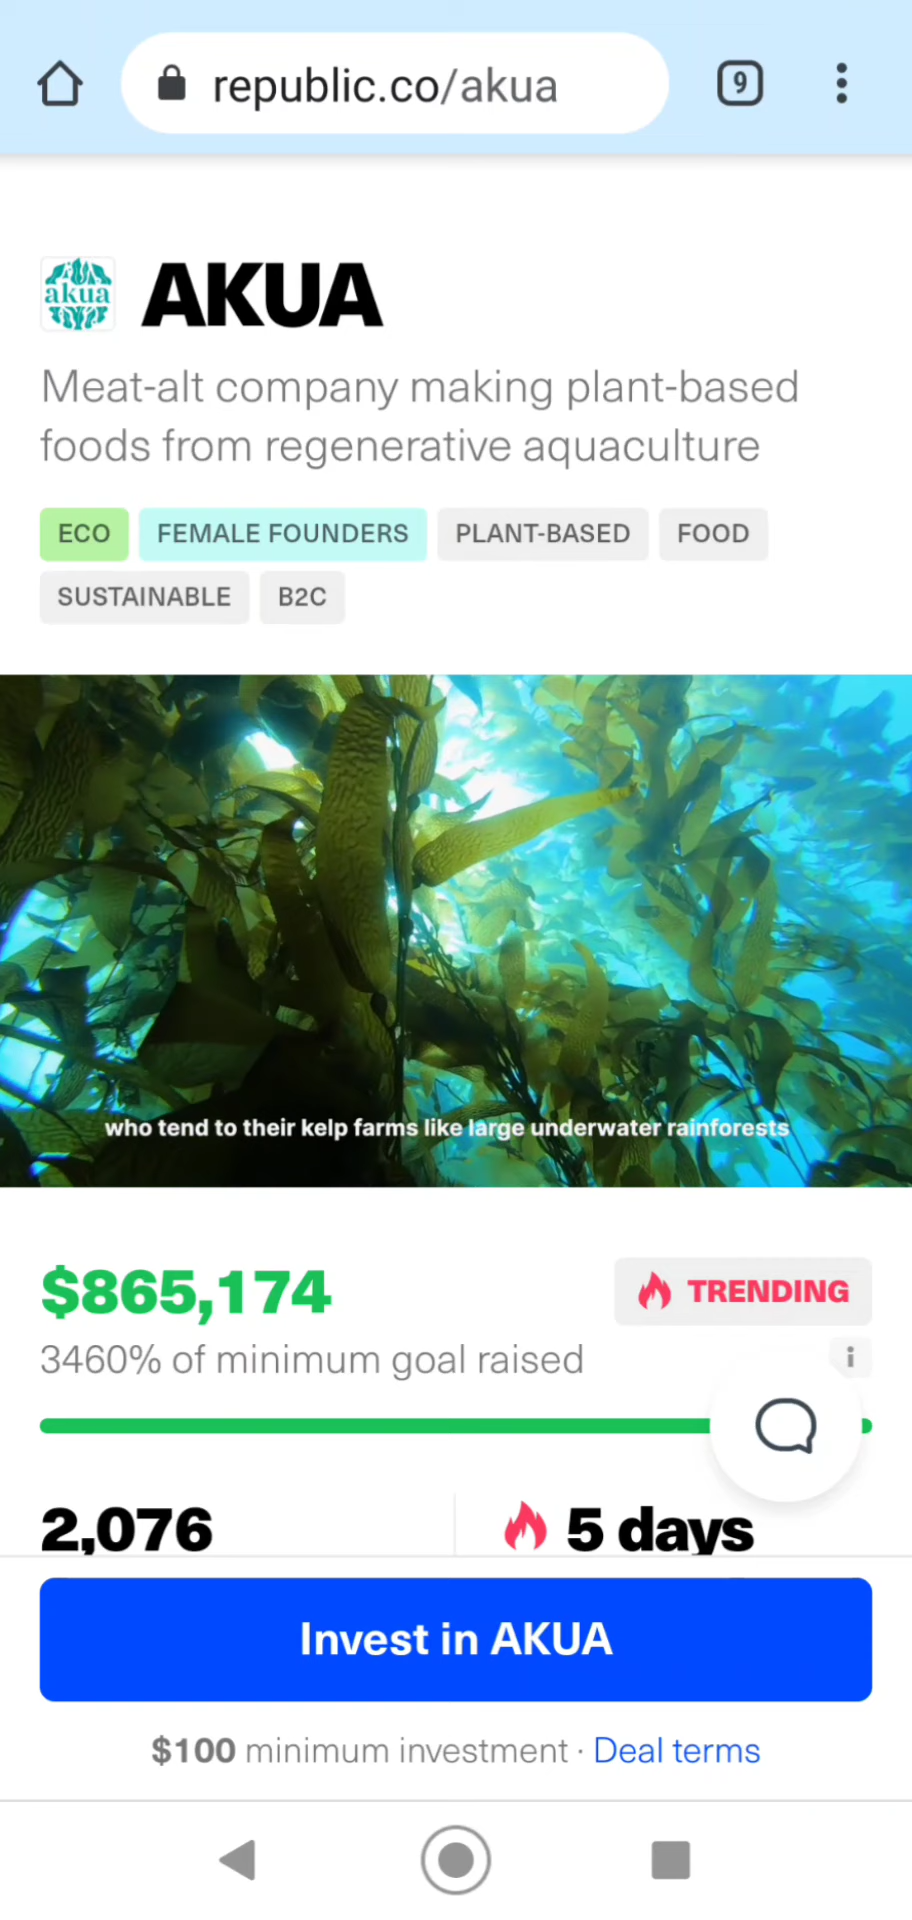 republic.co/akua
9
akua
AKUA
Meat-alt company making plant-based
foods from regenerative aquaculture
ECO FEMALE FOUNDERS PLANT-BASED FOOD
SUSTAINABLE B2C
who tend to their kelp farms like large underwater rainforests
$865,174
TRENDING
3460% of minimum goal raised
i
2,076
5 days
Invest in AKUA
$100 minimum investment · Deal terms